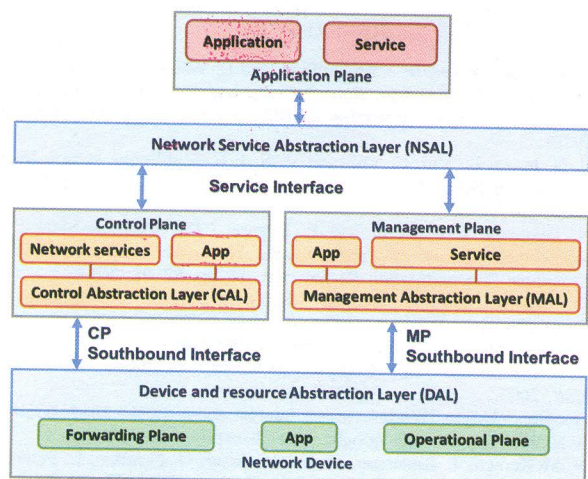 Application
Service
Application Plane
Network Service Abstraction Layer (NSAL)
Service Interface
Control Plane
Network services
App
Control Abstraction Layer (CAL)
Management Plane
App
Service
Management Abstraction Layer (MAL)
CP
Southbound Interface
MP
Southbound Interface
Device and resource Abstraction Layer (DAL)
Forwarding Plane
App
Operational Plane
Network Device